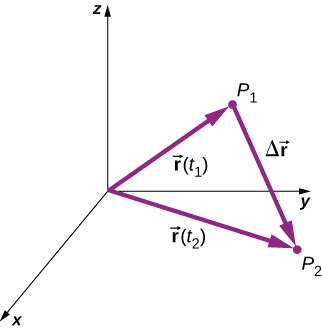 z
P₁
Δr⃗
r⃗(t₁)
y
r⃗(t₂)
P₂
x